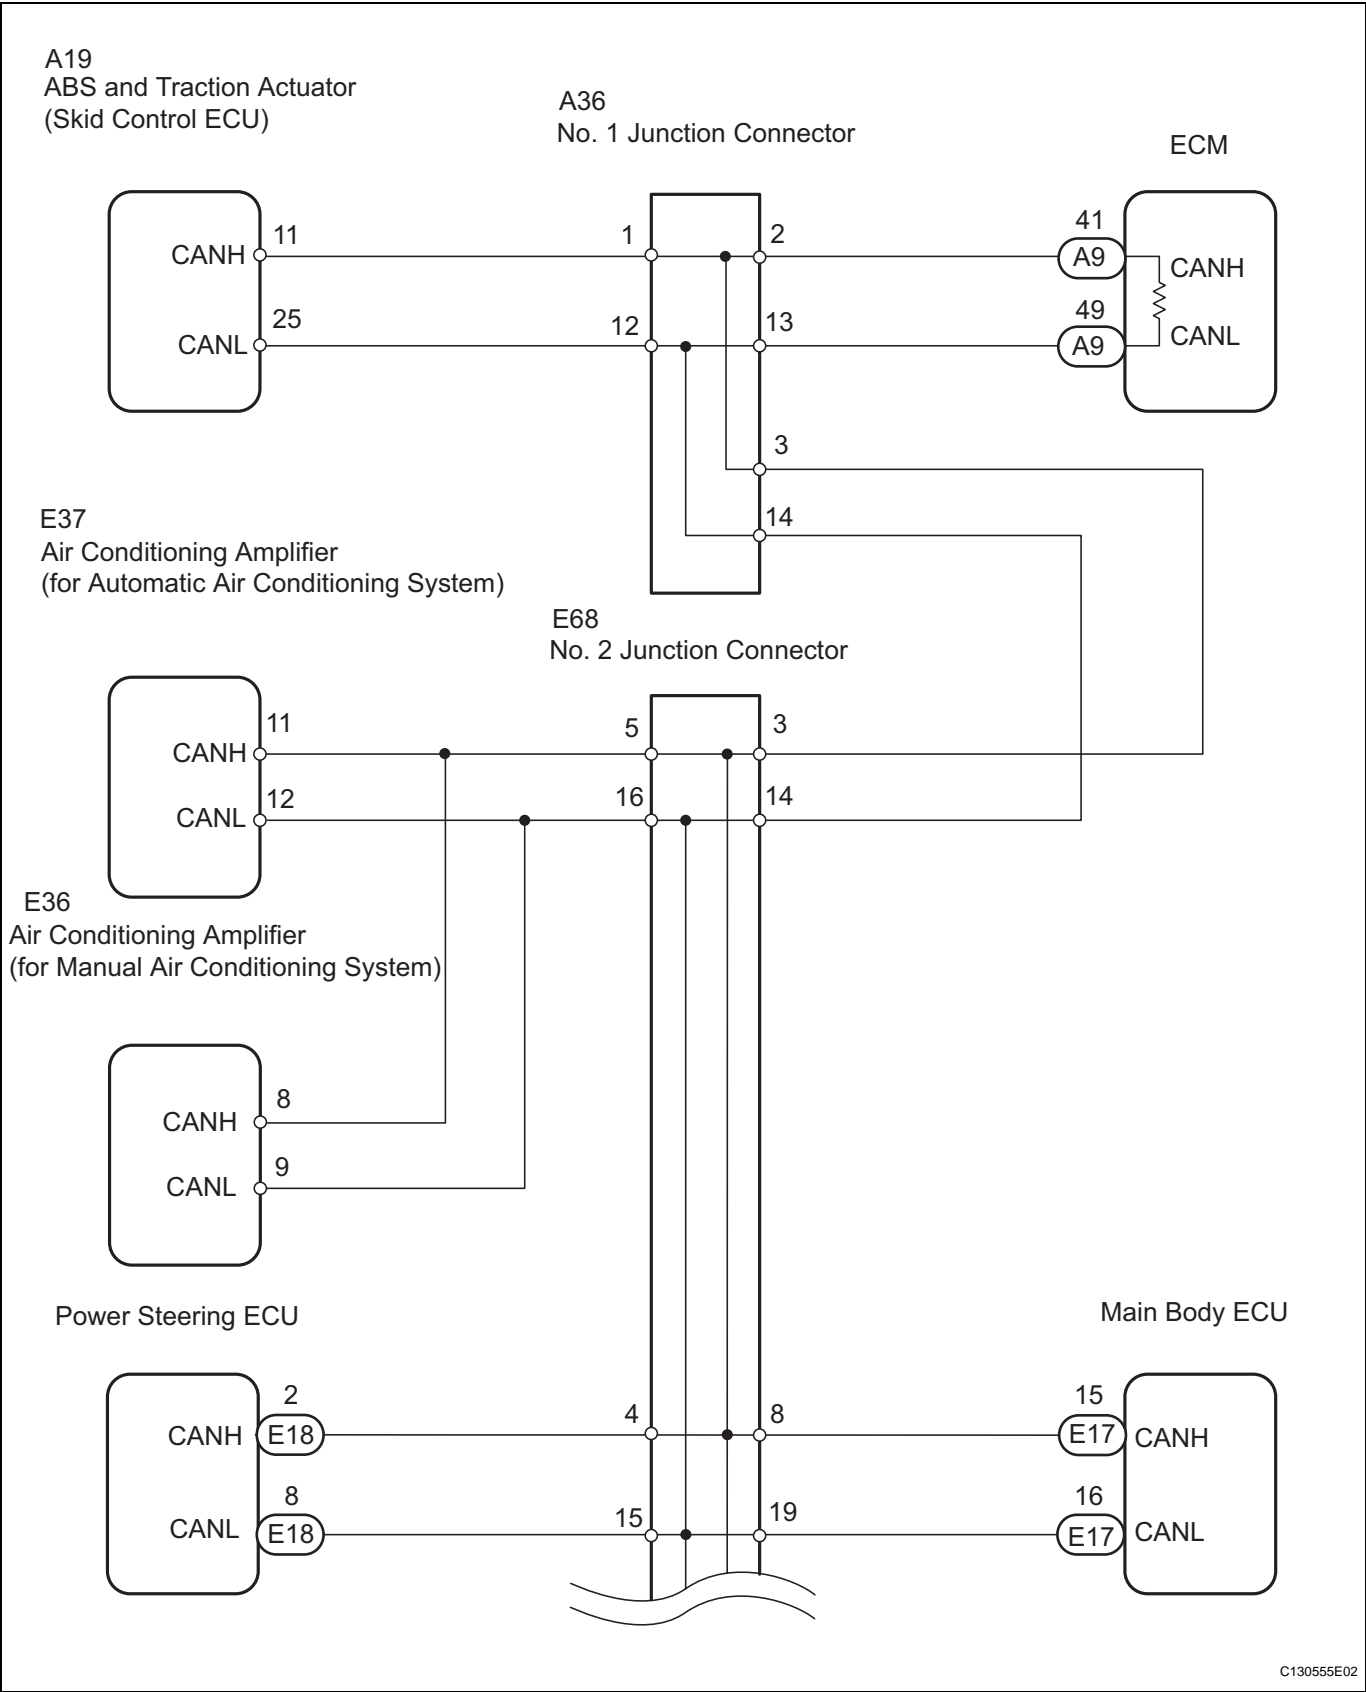 A19
ABS and Traction Actuator
(Skid Control ECU)
A36
No. 1 Junction Connector
ECM
CANH
11
1
2
41
A9
CANH
CANL
25
12
13
49
A9
CANL
3
14
E37
Air Conditioning Amplifier
(for Automatic Air Conditioning System)
E68
No. 2 Junction Connector
CANH
11
5
3
CANL
12
16
14
E36
Air Conditioning Amplifier
(for Manual Air Conditioning System)
CANH
8
CANL
9
Power Steering ECU
Main Body ECU
CANH
2
E18
4
8
15
E17
CANH
CANL
8
E18
15
19
16
E17
CANL
C130555E02